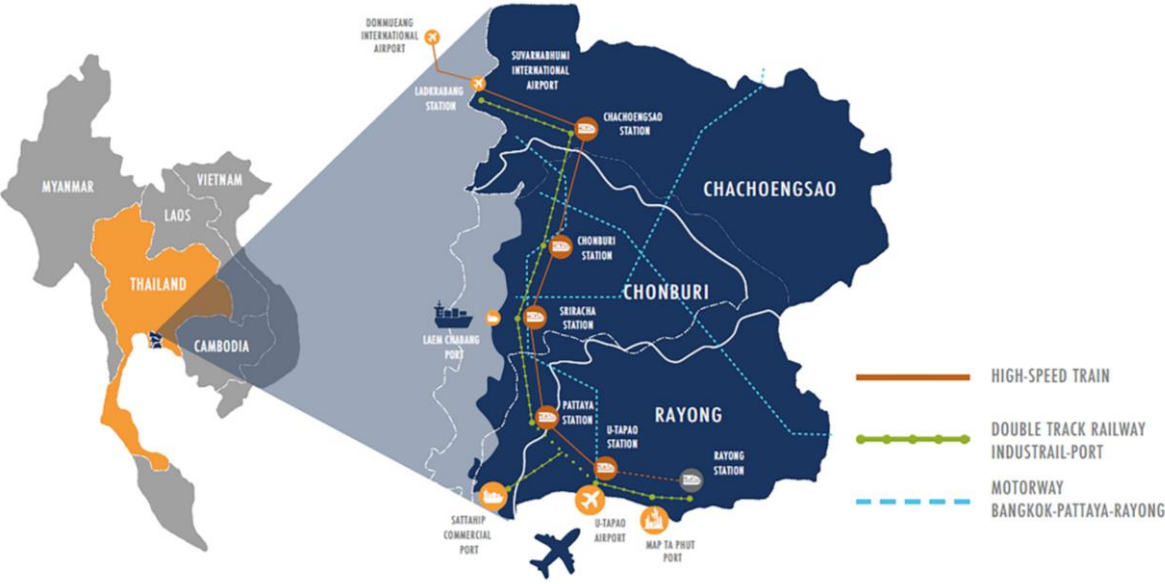 DONMUEANG
INTERNATIONAL
AIRPORT
SUVARNABHUMI
INTERNATIONAL
AIRPORT
LADKRABANG
STATION
CHACHOENGSAO
STATION
MYANMAR
VIETNAM
LAOS
CHACHOENGSAO
CHONBURI
STATION
THAILAND
CHONBURI
SRIRACHA
STATION
LAEM CHABANG
PORT
CAMBODIA
HIGH-SPEED TRAIN
PATTAYA
STATION
RAYONG
U-TAPAO
STATION
DOUBLE TRACK RAILWAY
INDUSTRAIL-PORT
RAYONG
STATION
MOTORWAY
BANGKOK-PATTAYA-RAYONG
SATTAHIP
COMMERCIAL
PORT
U-TAPAO
AIRPORT
MAP TA PHUT
PORT